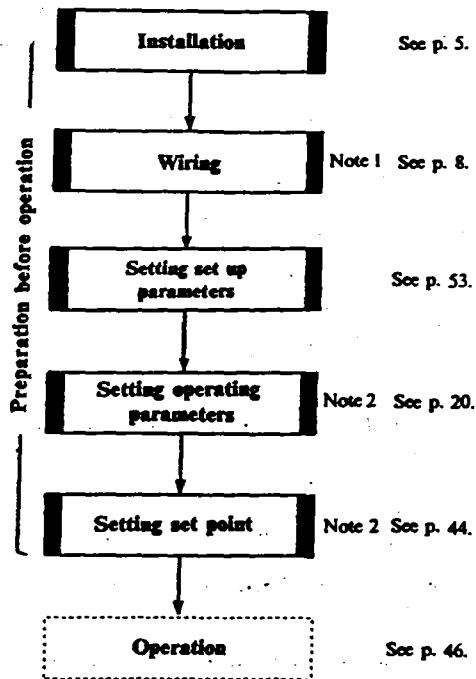 Preparation before operation
Installation See p. 5.
Wiring Note 1 See p. 8.
Setting set up
parameters See p. 53.
Setting operating
parameters Note 2 See p. 20.
Setting set point Note 2 See p. 44.
Operation See p. 46.